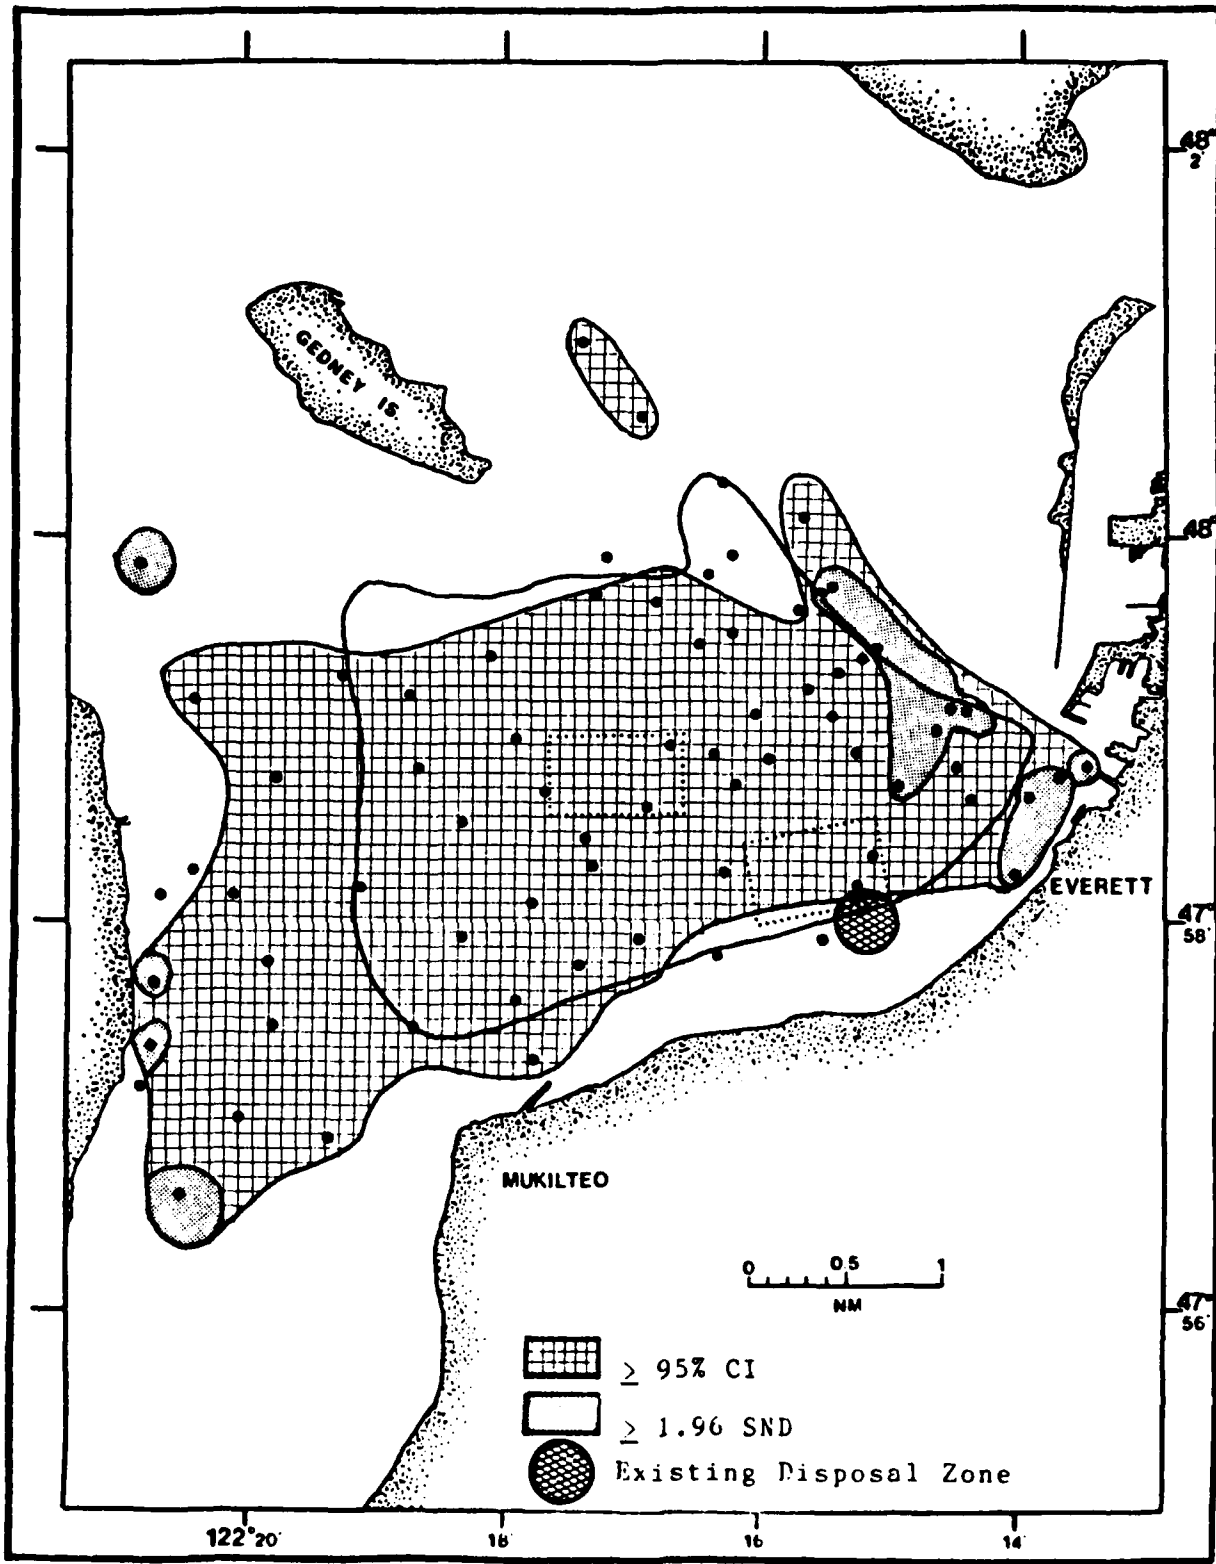 48°
2'
GEDNEY IS.
48°
EVERETT
47°
58'
MUKILTEO
0 0.5 1
NM
47°
56'
≥ 95% CI
≥ 1.96 SND
Existing Disposal Zone
122°20' 18' 16' 14'